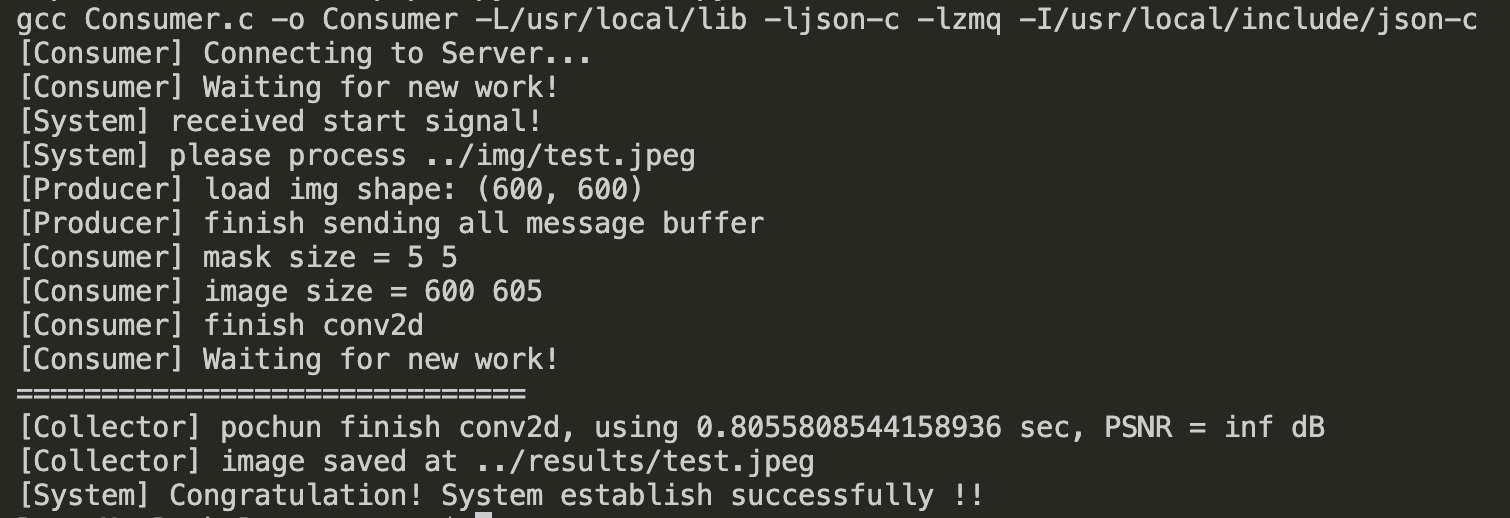 gcc Consumer.c -o Consumer -L/usr/local/lib -ljson-c -lzmq -I/usr/local/include/json-c
[Consumer] Connecting to Server...
[Consumer] Waiting for new work!
[System] received start signal!
[System] please process ../img/test.jpeg
[Producer] load img shape: (600, 600)
[Producer] finish sending all message buffer
[Consumer] mask size = 5 5
[Consumer] image size = 600 605
[Consumer] finish conv2d
[Consumer] Waiting for new work!
==============================
[Collector] pochun finish conv2d, using 0.8055808544158936 sec, PSNR = inf dB
[Collector] image saved at ../results/test.jpeg
[System] Congratulation! System establish successfully !!